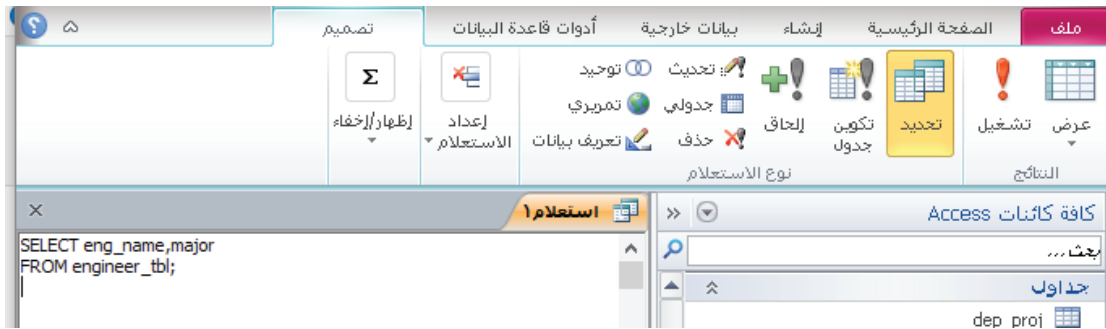 ملف الصفحة الرئيسية إنشاء بيانات خارجية أدوات قاعدة البيانات تصميم
عرض
تشغيل
النتائج
تحديد
تكوين
جدول
إلحاق
تحديث
جدولي
حذف
توحيد
تمريري
تعريف بيانات
نوع الاستعلام
إعداد
الاستعلام
إظهار/إخفاء
Σ
كافة كائنات Access
بحث...
جداول
dep_proj
استعلام١
SELECT eng_name,major
FROM engineer_tbl;